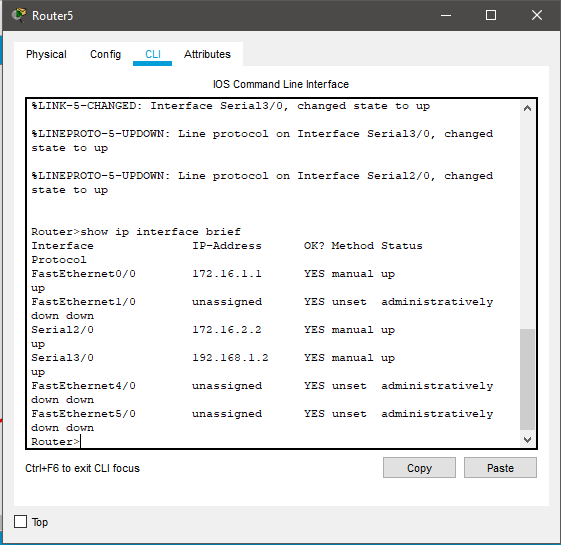 Router5
Physical Config CLI Attributes
IOS Command Line Interface
%LINK-5-CHANGED: Interface Serial3/0, changed state to up
%LINEPROTO-5-UPDOWN: Line protocol on Interface Serial3/0, changed
state to up
%LINEPROTO-5-UPDOWN: Line protocol on Interface Serial2/0, changed
state to up
Router>show ip interface brief
Interface IP-Address OK? Method Status
Protocol
FastEthernet0/0 172.16.1.1 YES manual up
up
FastEthernet1/0 unassigned YES unset administratively
down down
Serial2/0 172.16.2.2 YES manual up
up
Serial3/0 192.168.1.2 YES manual up
up
FastEthernet4/0 unassigned YES unset administratively
down down
FastEthernet5/0 unassigned YES unset administratively
down down
Router>
Ctrl+F6 to exit CLI focus
Copy Paste
Top